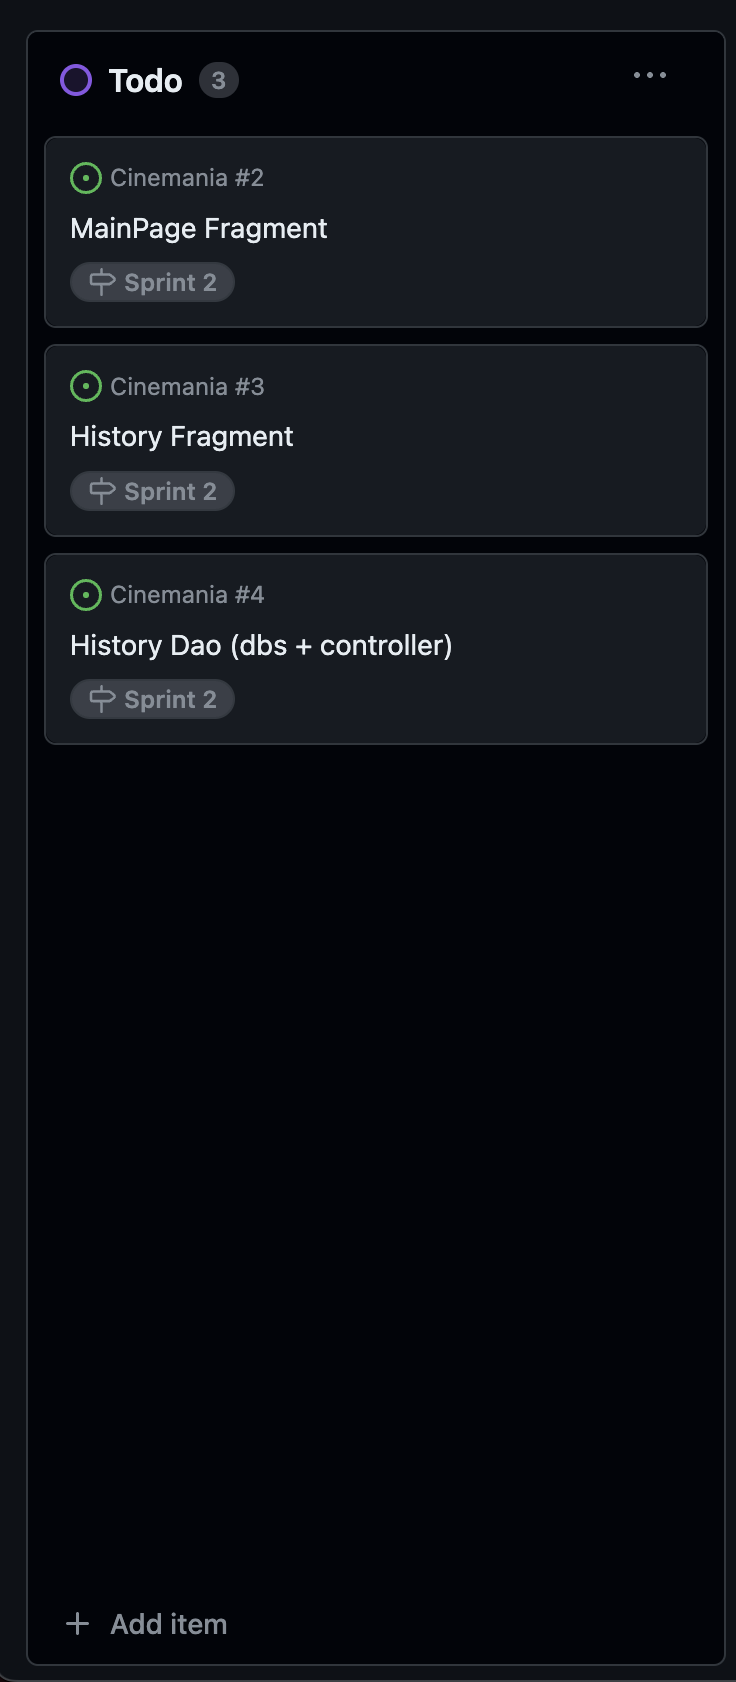 Todo 3
Cinemania #2
MainPage Fragment
Sprint 2
Cinemania #3
History Fragment
Sprint 2
Cinemania #4
History Dao (dbs + controller)
Sprint 2
+ Add item